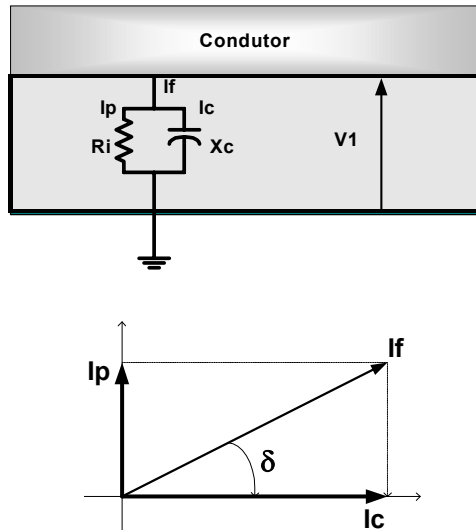 Condutor
If
Ip Ic
Ri Xc V1
Ip If
δ
Ic